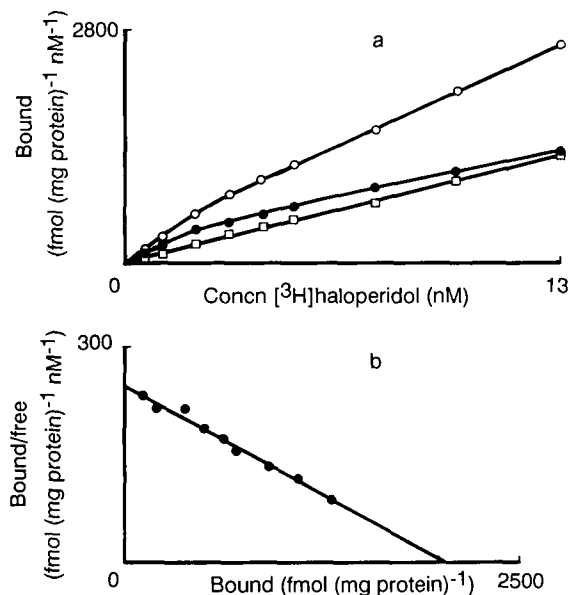 2800
a
Bound
(fmol (mg protein)⁻¹ nM⁻¹)
0
13
Concn [³H]haloperidol (nM)
300
b
Bound/free
(fmol (mg protein)⁻¹ nM⁻¹)
0
2500
Bound (fmol (mg protein)⁻¹)